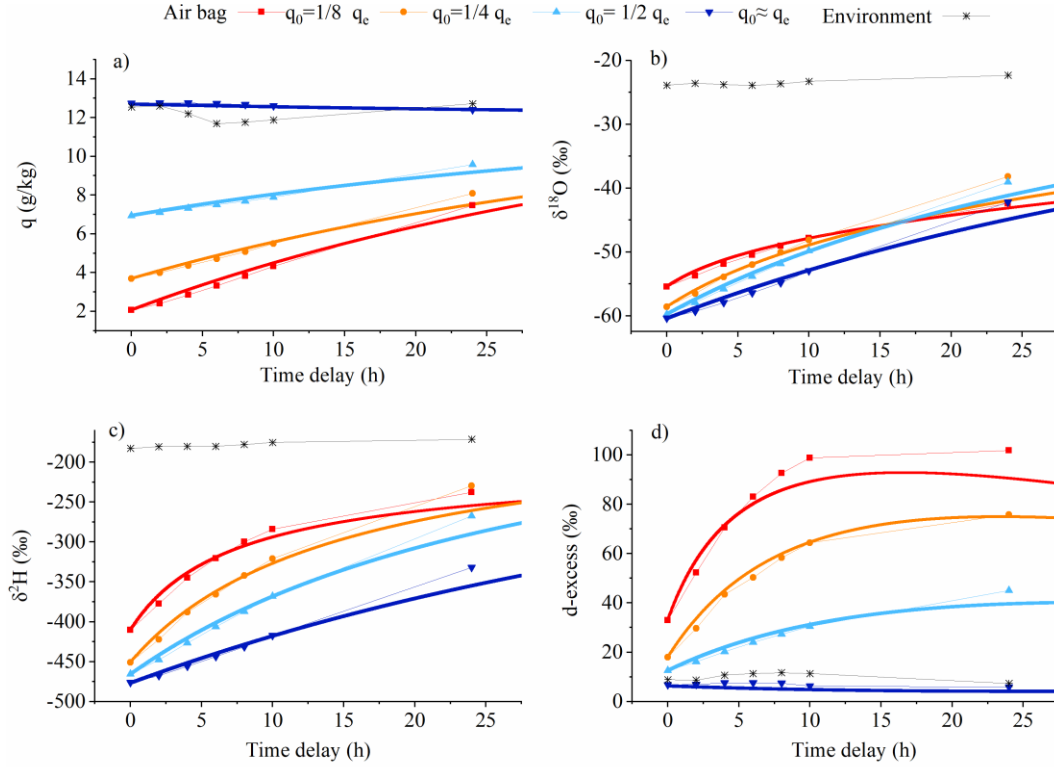 Air bag q₀=1/8 qₑ q₀=1/4 qₑ q₀= 1/2 qₑ q₀≈ qₑ Environment
a)
q (g/kg)
14
12
10
8
6
4
2
0 5 10 15 20 25
Time delay (h)
b)
δ¹⁸O (‰)
-20
-30
-40
-50
-60
0 5 10 15 20 25
Time delay (h)
c)
δ²H (‰)
-200
-250
-300
-350
-400
-450
-500
0 5 10 15 20 25
Time delay (h)
d)
d-excess (‰)
100
80
60
40
20
0
0 5 10 15 20 25
Time delay (h)